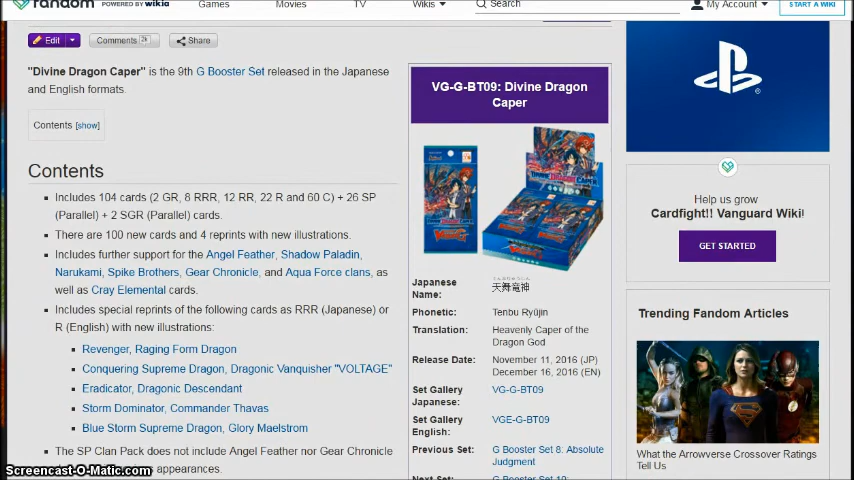 fandom POWERED BY wikia Games Movies TV Wikis Search My Account START A WIKI
Edit Comments 2k Share
"Divine Dragon Caper" is the 9th G Booster Set released in the Japanese
and English formats.
Contents [show]
Contents
Includes 104 cards (2 GR, 8 RRR, 12 RR, 22 R and 60 C) + 26 SP
(Parallel) + 2 SGR (Parallel) cards.
There are 100 new cards and 4 reprints with new illustrations.
Includes further support for the Angel Feather, Shadow Paladin,
Narukami, Spike Brothers, Gear Chronicle, and Aqua Force clans, as
well as Cray Elemental cards.
Includes special reprints of the following cards as RRR (Japanese) or
R (English) with new illustrations:
Revenger, Raging Form Dragon
Conquering Supreme Dragon, Dragonic Vanquisher "VOLTAGE"
Eradicator, Dragonic Descendant
Storm Dominator, Commander Thavas
Blue Storm Supreme Dragon, Glory Maelstrom
The SP Clan Pack does not include Angel Feather nor Gear Chronicle
appearances.
VG-G-BT09: Divine Dragon
Caper
DIVINE DRAGON CAPER
Japanese
Name:
天舞竜神
Phonetic: Tenbu Ryūjin
Translation: Heavenly Caper of the
Dragon God
Release Date: November 11, 2016 (JP)
December 16, 2016 (EN)
Set Gallery
Japanese:
VG-G-BT09
Set Gallery
English:
VGE-G-BT09
Previous Set: G Booster Set 8: Absolute
Judgment
Next Set: G Booster Set 10:
Help us grow
Cardfight!! Vanguard Wiki!
GET STARTED
Trending Fandom Articles
What the Arrowverse Crossover Ratings
Tell Us
Screencast-O-Matic.com